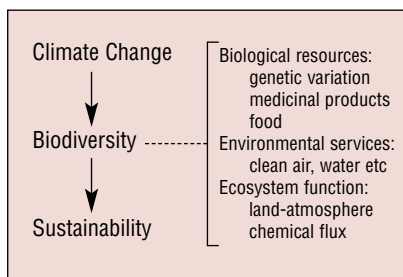 Climate Change
Biodiversity
Sustainability
Biological resources:
genetic variation
medicinal products
food
Environmental services:
clean air, water etc
Ecosystem function:
land-atmosphere
chemical flux